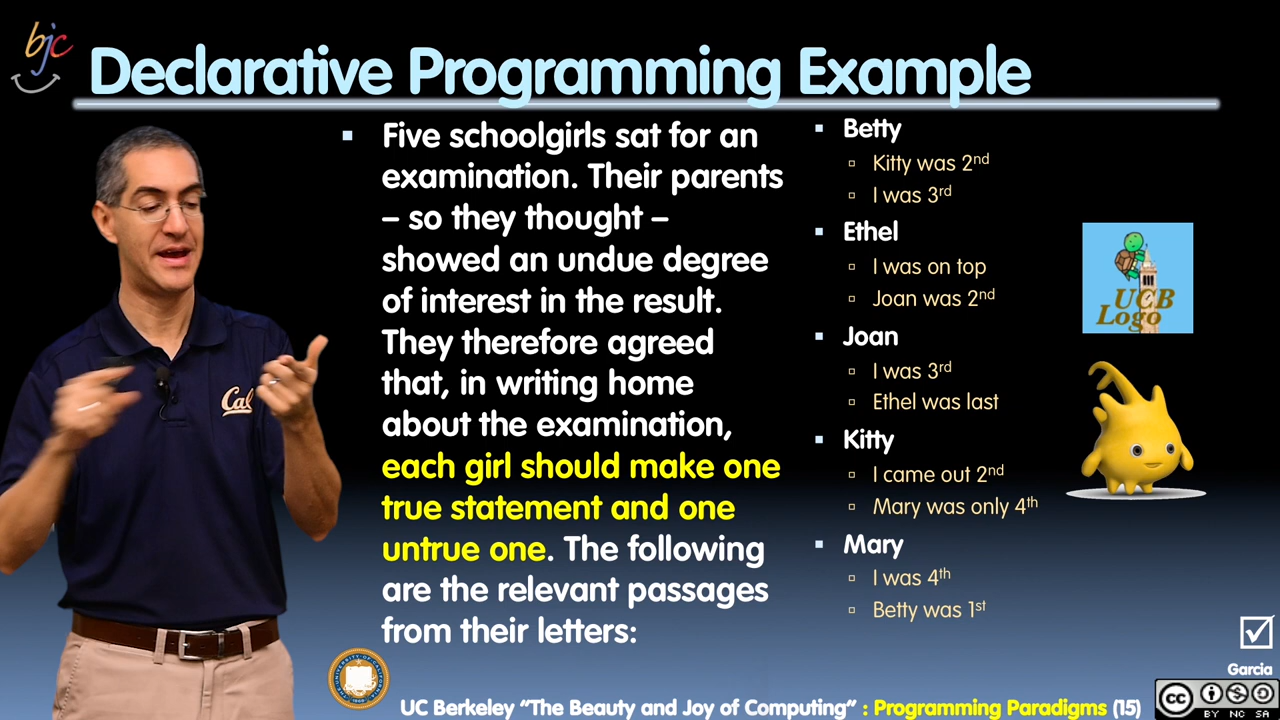 bjc
Declarative Programming Example
Five schoolgirls sat for an
examination. Their parents
– so they thought –
showed an undue degree
of interest in the result.
They therefore agreed
that, in writing home
about the examination,
each girl should make one
true statement and one
untrue one. The following
are the relevant passages
from their letters:
Betty
Kitty was 2nd
I was 3rd
Ethel
I was on top
Joan was 2nd
Joan
I was 3rd
Ethel was last
Kitty
I came out 2nd
Mary was only 4th
Mary
I was 4th
Betty was 1st
UCB
Logo
Cal
Garcia
UC Berkeley “The Beauty and Joy of Computing” : Programming Paradigms (15)
cc
BY NC SA